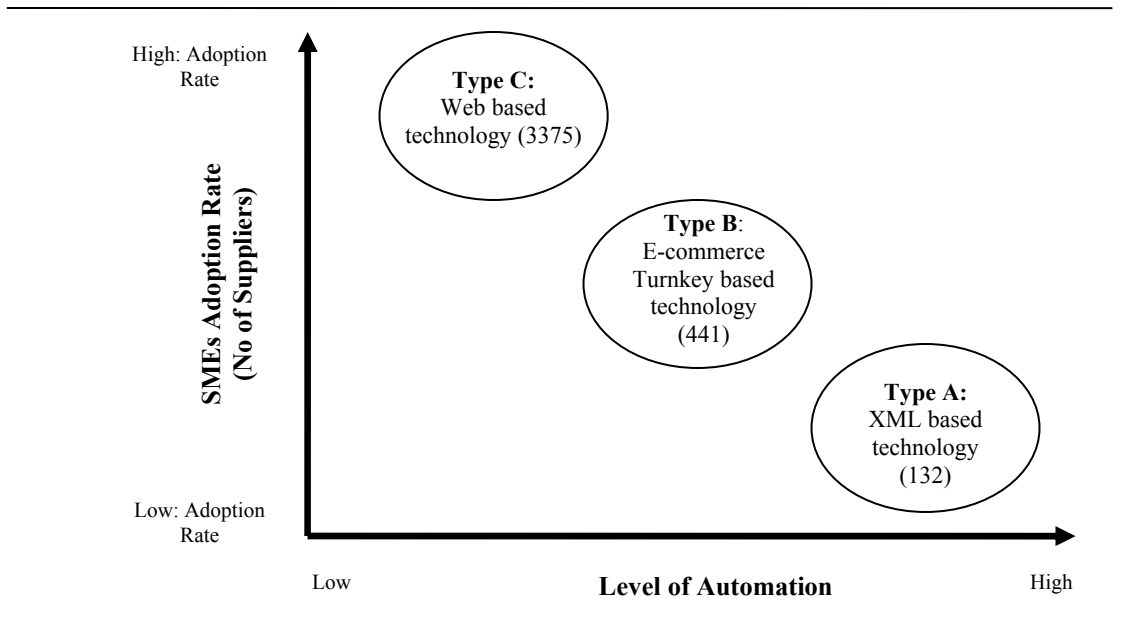 High: Adoption
Rate
Type C:
Web based
technology (3375)
SMEs Adoption Rate
(No of Suppliers)
Type B:
E-commerce
Turnkey based
technology
(441)
Type A:
XML based
technology
(132)
Low: Adoption
Rate
Low
Level of Automation
High